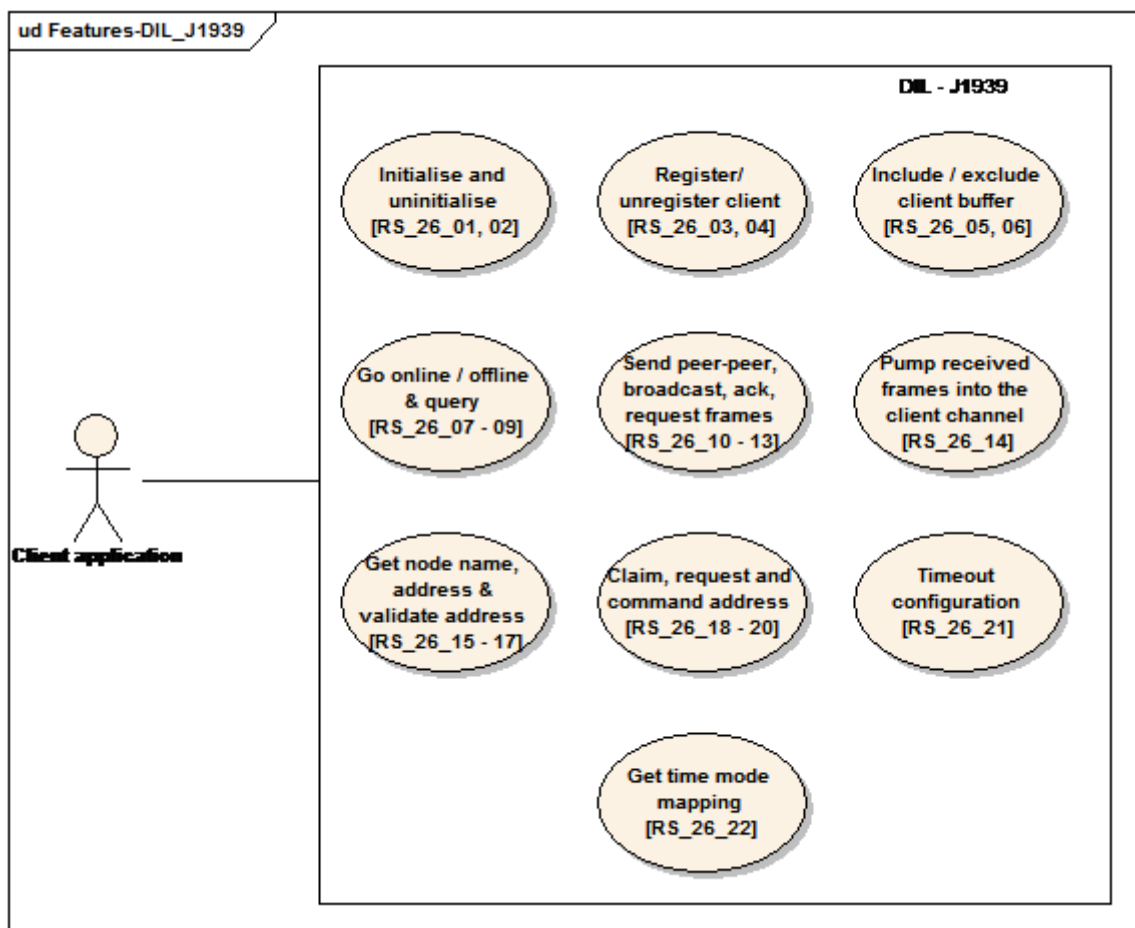 ud Features-DIL_J1939
DIL - J1939
Initialise and
uninitialise
[RS_26_01, 02]
Register/
unregister client
[RS_26_03, 04]
Include / exclude
client buffer
[RS_26_05, 06]
Go online / offline
& query
[RS_26_07 - 09]
Send peer-peer,
broadcast, ack,
request frames
[RS_26_10 - 13]
Pump received
frames into the
client channel
[RS_26_14]
Client application
Get node name,
address &
validate address
[RS_26_15 - 17]
Claim, request and
command address
[RS_26_18 - 20]
Timeout
configuration
[RS_26_21]
Get time mode
mapping
[RS_26_22]